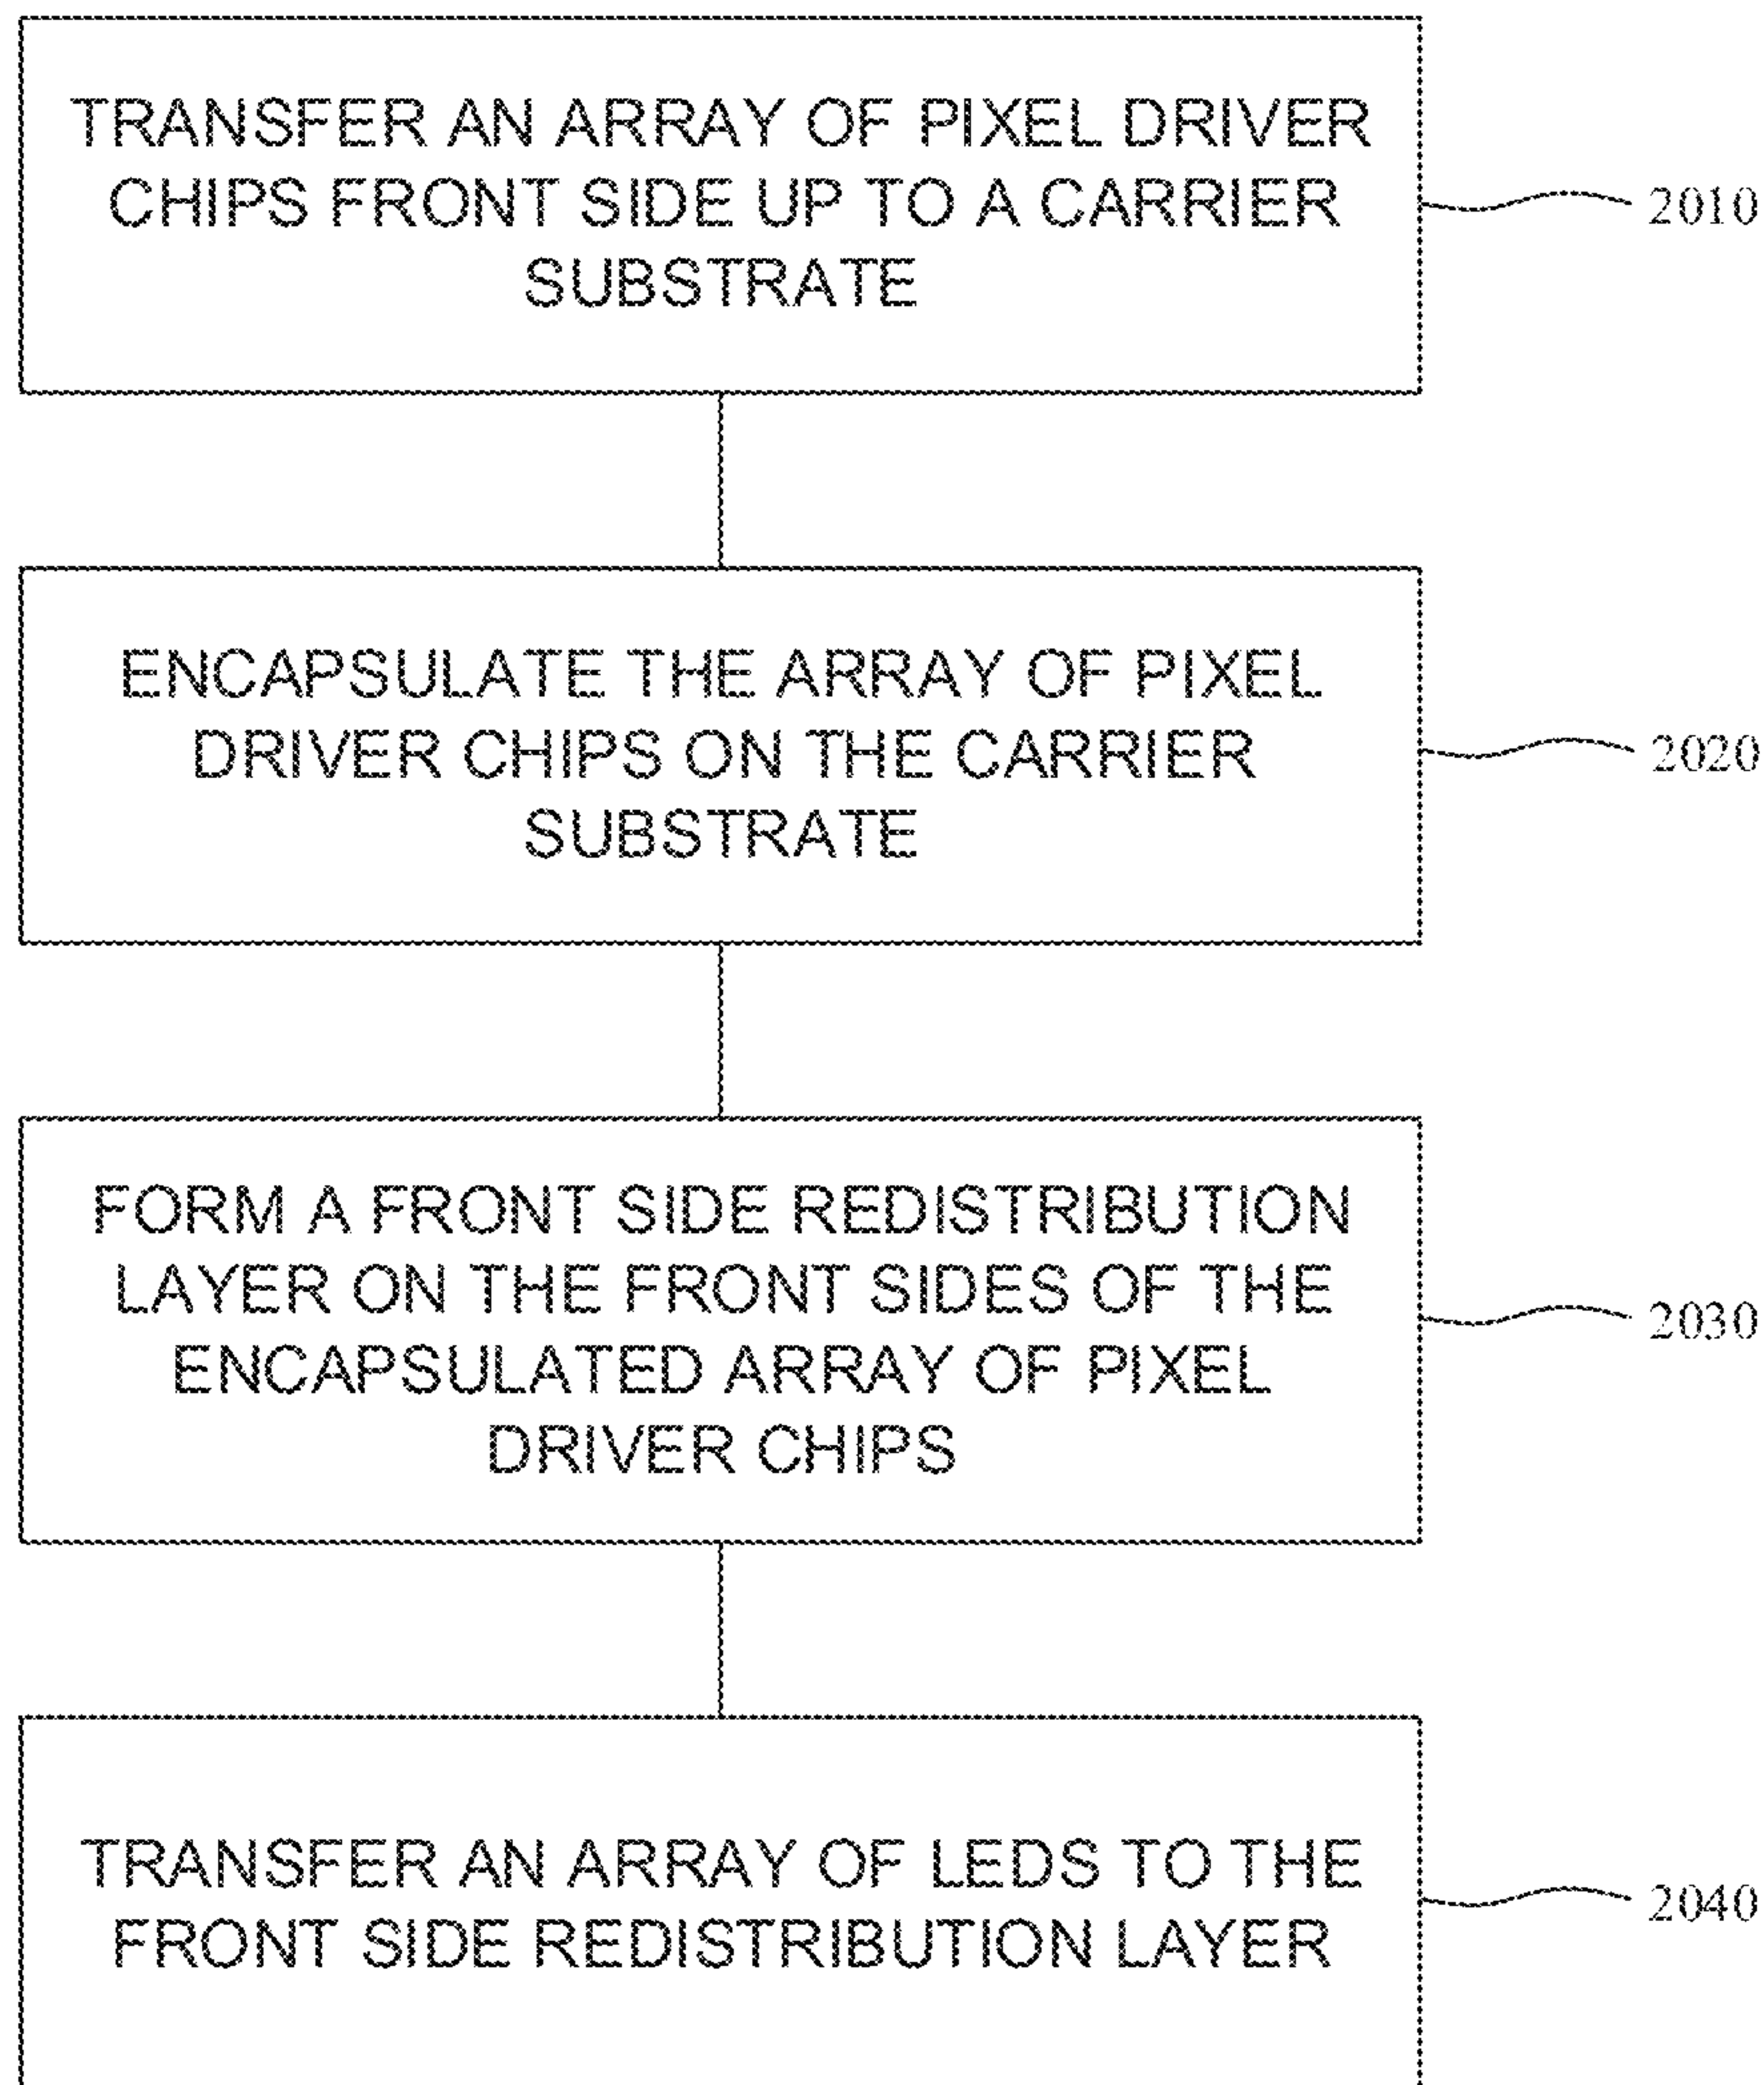 TRANSFER AN ARRAY OF PIXEL DRIVER
CHIPS FRONT SIDE UP TO A CARRIER
SUBSTRATE
2010
ENCAPSULATE THE ARRAY OF PIXEL
DRIVER CHIPS ON THE CARRIER
SUBSTRATE
2020
FORM A FRONT SIDE REDISTRIBUTION
LAYER ON THE FRONT SIDES OF THE
ENCAPSULATED ARRAY OF PIXEL
DRIVER CHIPS
2030
TRANSFER AN ARRAY OF LEDS TO THE
FRONT SIDE REDISTRIBUTION LAYER
2040